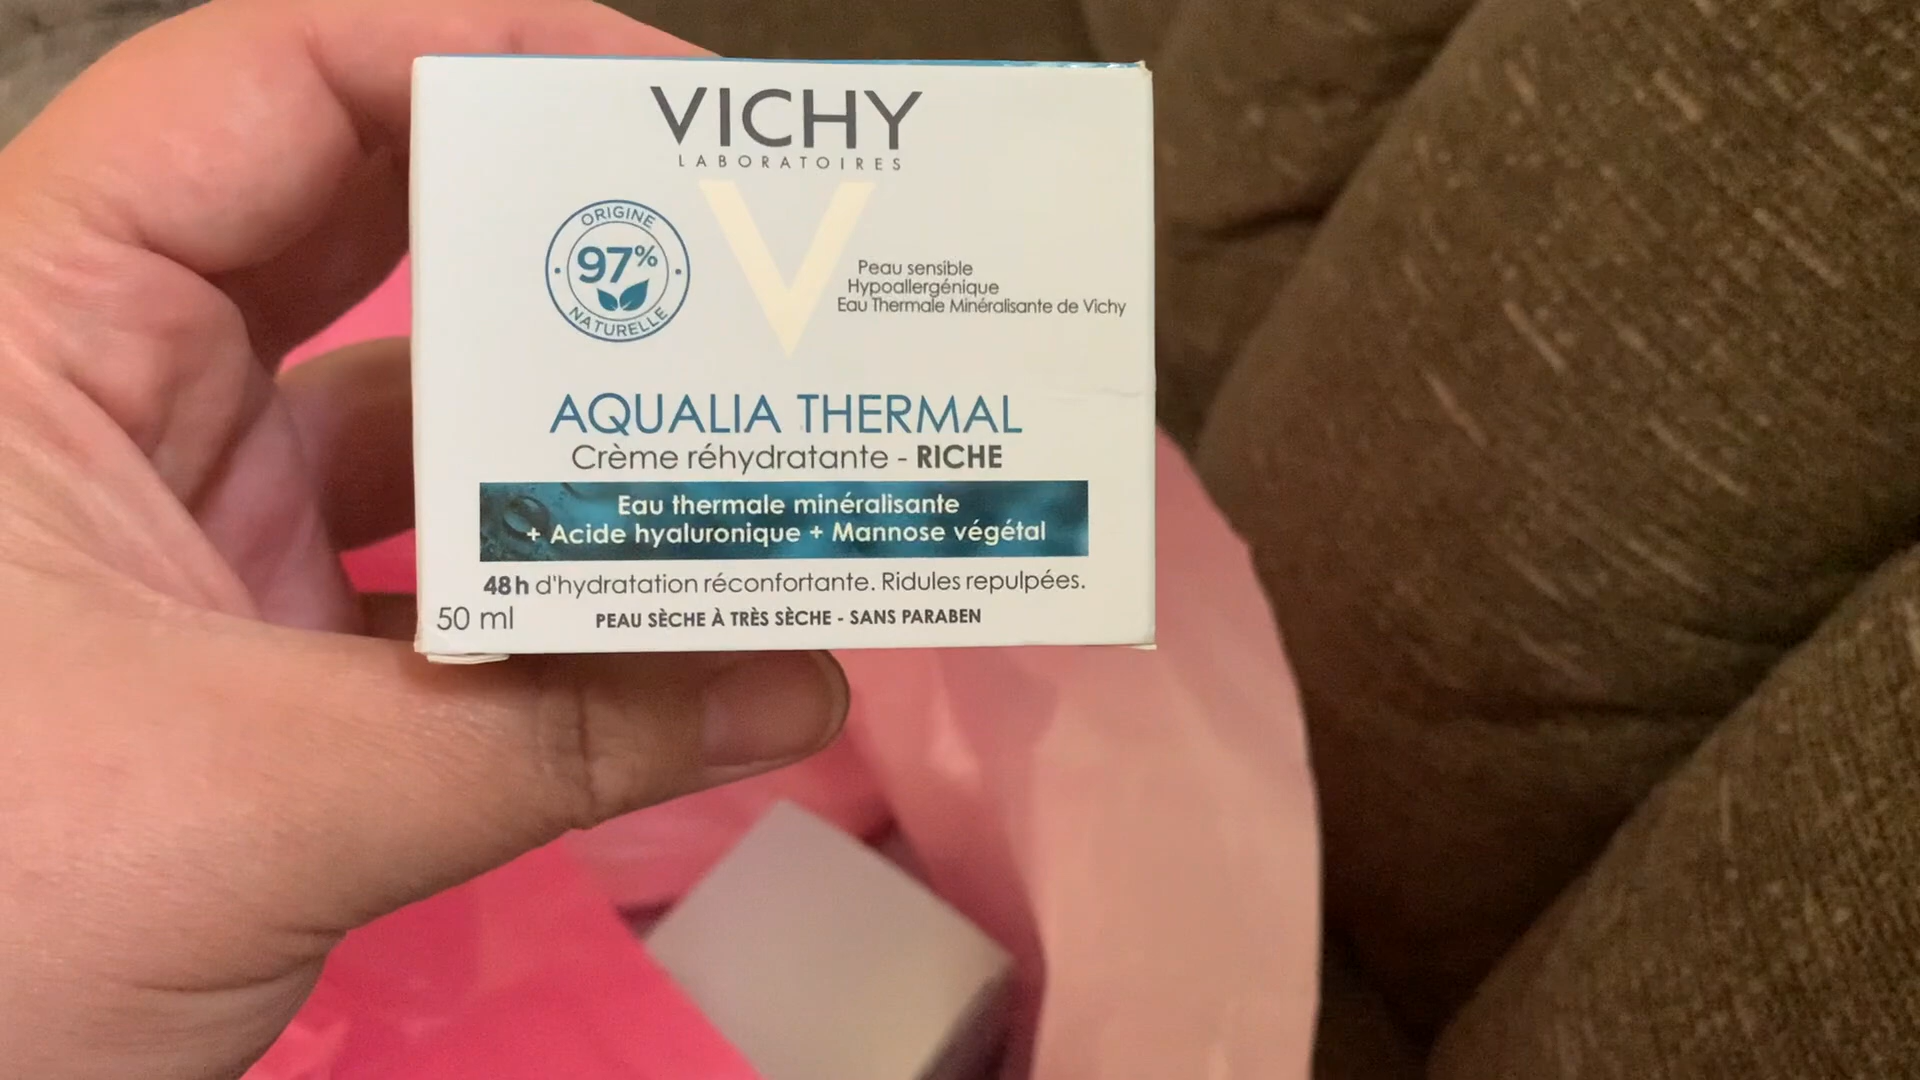 VICHY
LABORATOIRES
ORIGINE
97%
NATURELLE
Peau sensible
Hypoallergénique
Eau Thermale Minéralisante de Vichy
AQUALIA THERMAL
Crème réhydratante - RICHE
Eau thermale minéralisante
+ Acide hyaluronique + Mannose végétal
48h d'hydratation réconfortante. Ridules repulpées.
50 ml
PEAU SÈCHE À TRÈS SÈCHE - SANS PARABEN